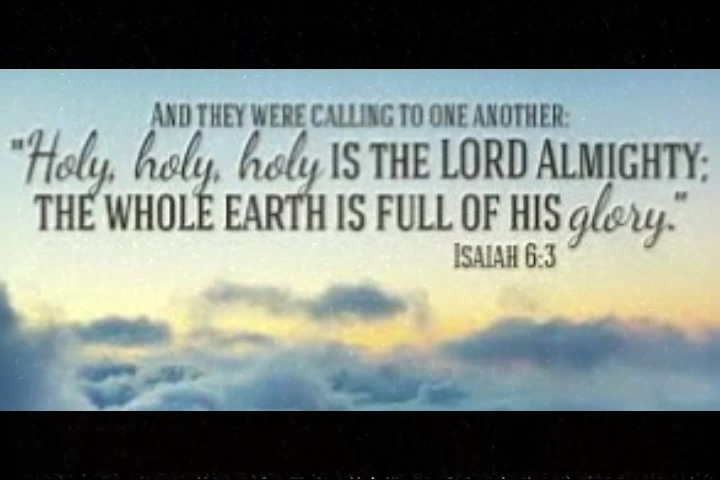 AND THEY WERE CALLING TO ONE ANOTHER:
"Holy, holy, holy IS THE LORD ALMIGHTY;
THE WHOLE EARTH IS FULL OF HIS glory."
ISAIAH 6:3